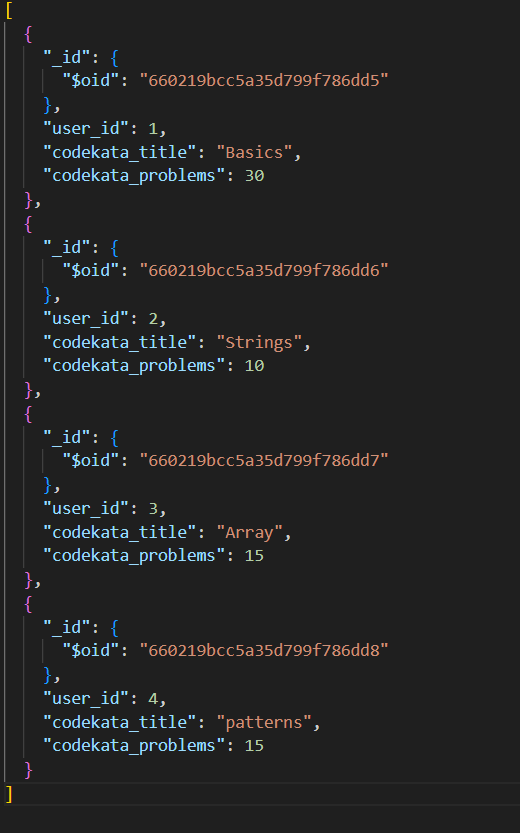 [
  {
    "_id": {
      "$oid": "660219bcc5a35d799f786dd5"
    },
    "user_id": 1,
    "codekata_title": "Basics",
    "codekata_problems": 30
  },
  {
    "_id": {
      "$oid": "660219bcc5a35d799f786dd6"
    },
    "user_id": 2,
    "codekata_title": "Strings",
    "codekata_problems": 10
  },
  {
    "_id": {
      "$oid": "660219bcc5a35d799f786dd7"
    },
    "user_id": 3,
    "codekata_title": "Array",
    "codekata_problems": 15
  },
  {
    "_id": {
      "$oid": "660219bcc5a35d799f786dd8"
    },
    "user_id": 4,
    "codekata_title": "patterns",
    "codekata_problems": 15
  }
]